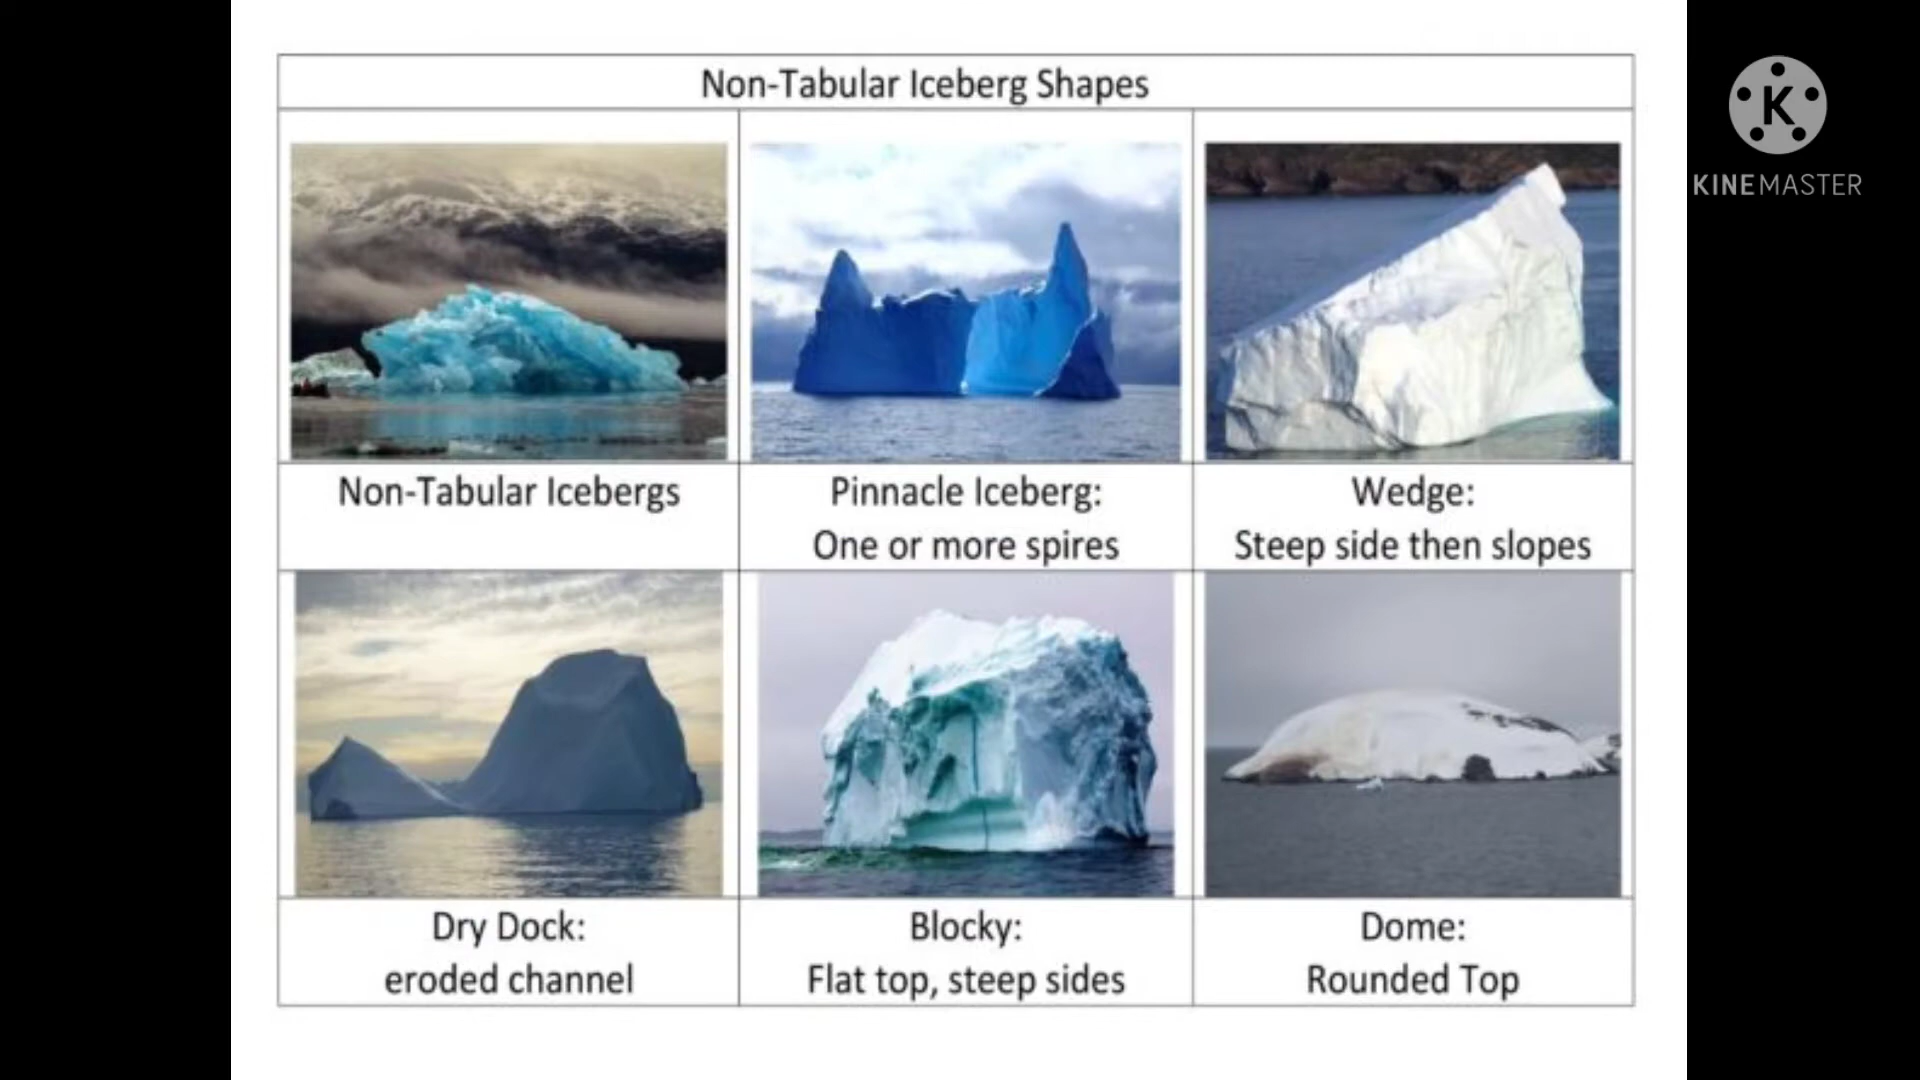 Non-Tabular Iceberg Shapes
Non-Tabular Icebergs
Pinnacle Iceberg:
One or more spires
Wedge:
Steep side then slopes
Dry Dock:
eroded channel
Blocky:
Flat top, steep sides
Dome:
Rounded Top
K
KINEMASTER